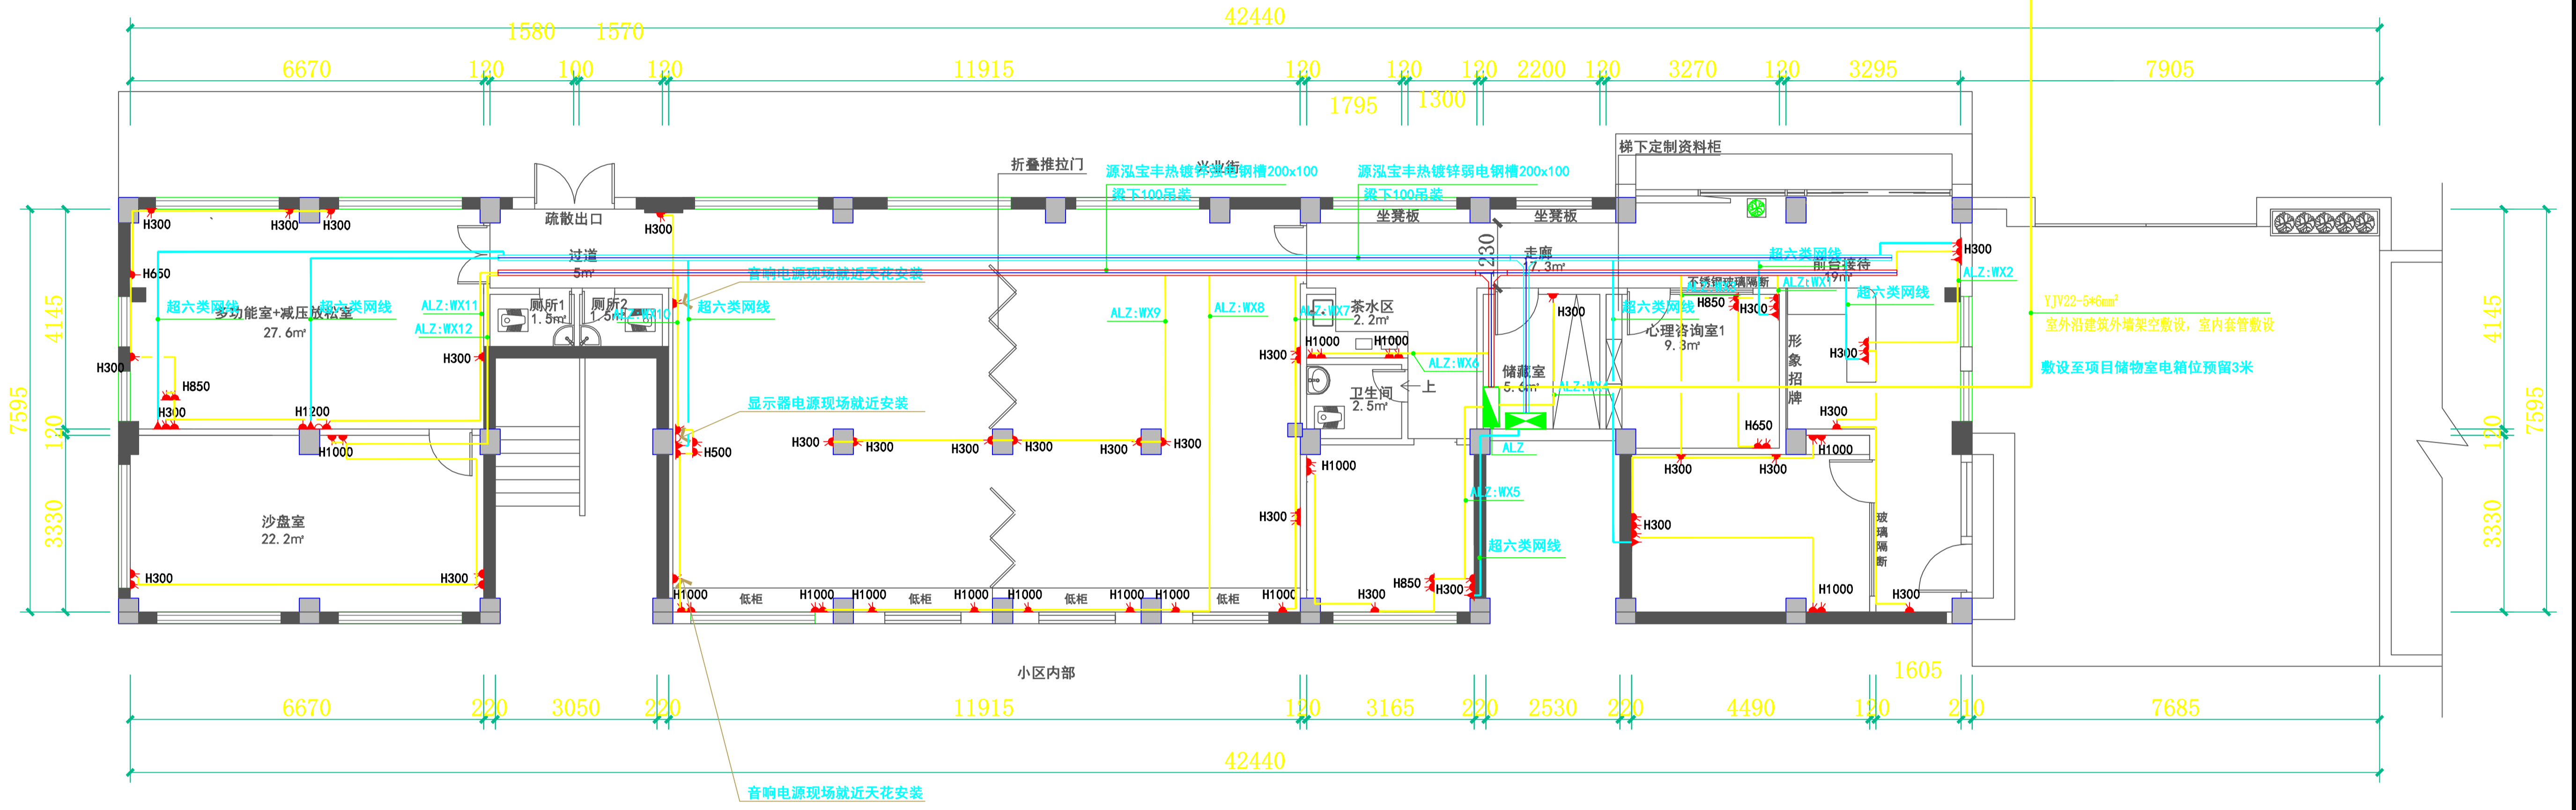 42440
1580 1570
6670 120 100 120 11915 120 120 120 2200 120 3270 120 3295 7905
1795 1300
梯下定制资料柜
折叠推拉门
兴业街
源泓宝丰热镀锌强电钢槽200x100
梁下100吊装
源泓宝丰热镀锌弱电钢槽200x100
梁下100吊装
疏散出口
坐凳板 坐凳板
H300 H300 H300 H300
过道
5㎡
230
走廊
17.3㎡
超六类网线
前台接待
19㎡
H300
ALZ:WX2
H650
音响电源现场就近天花安装
不锈钢玻璃隔断
ALZ:WX1
超六类网线
超六类网线
多功能室+减压放松室
27.6㎡
ALZ:WX11
ALZ:WX12
厕所1
1.5㎡
厕所2
1.5㎡
超六类网线
ALZ:WX9
ALZ:WX8
ALZ:WX7
茶水区
2.2㎡
H300
超六类网线
H850
H300
超六类网线
YJV22-5*6mm²
室外沿建筑外墙架空敷设，室内套管敷设
心理咨询室1
形象招牌
H300
H300
H300
H1000 H1000
ALZ:WX6
储藏室
5.6㎡
敷设至项目储物室电箱位预留3米
H300
H850
卫生间
2.5㎡
上
显示器电源现场就近安装
H300
H1200
H300
H1000
H500
H300 H300 H300 H300 H300 H300
ALZ
H650
H1000
H300 H300
H1000
ALZ:WX5
沙盘室
22.2㎡
H300
H300
玻璃隔断
超六类网线
H300 H300
H850
H300
H1000
低柜
H1000
H1000
低柜
H1000
H1000
低柜
H1000
H1000
低柜
H1000
H300
H1000
H300
小区内部
1605
6670 220 3050 220 11915 120 3165 220 2530 220 4490 120 210 7685
42440
音响电源现场就近天花安装
7595
4145
120
3330
4145
120
3330
7595